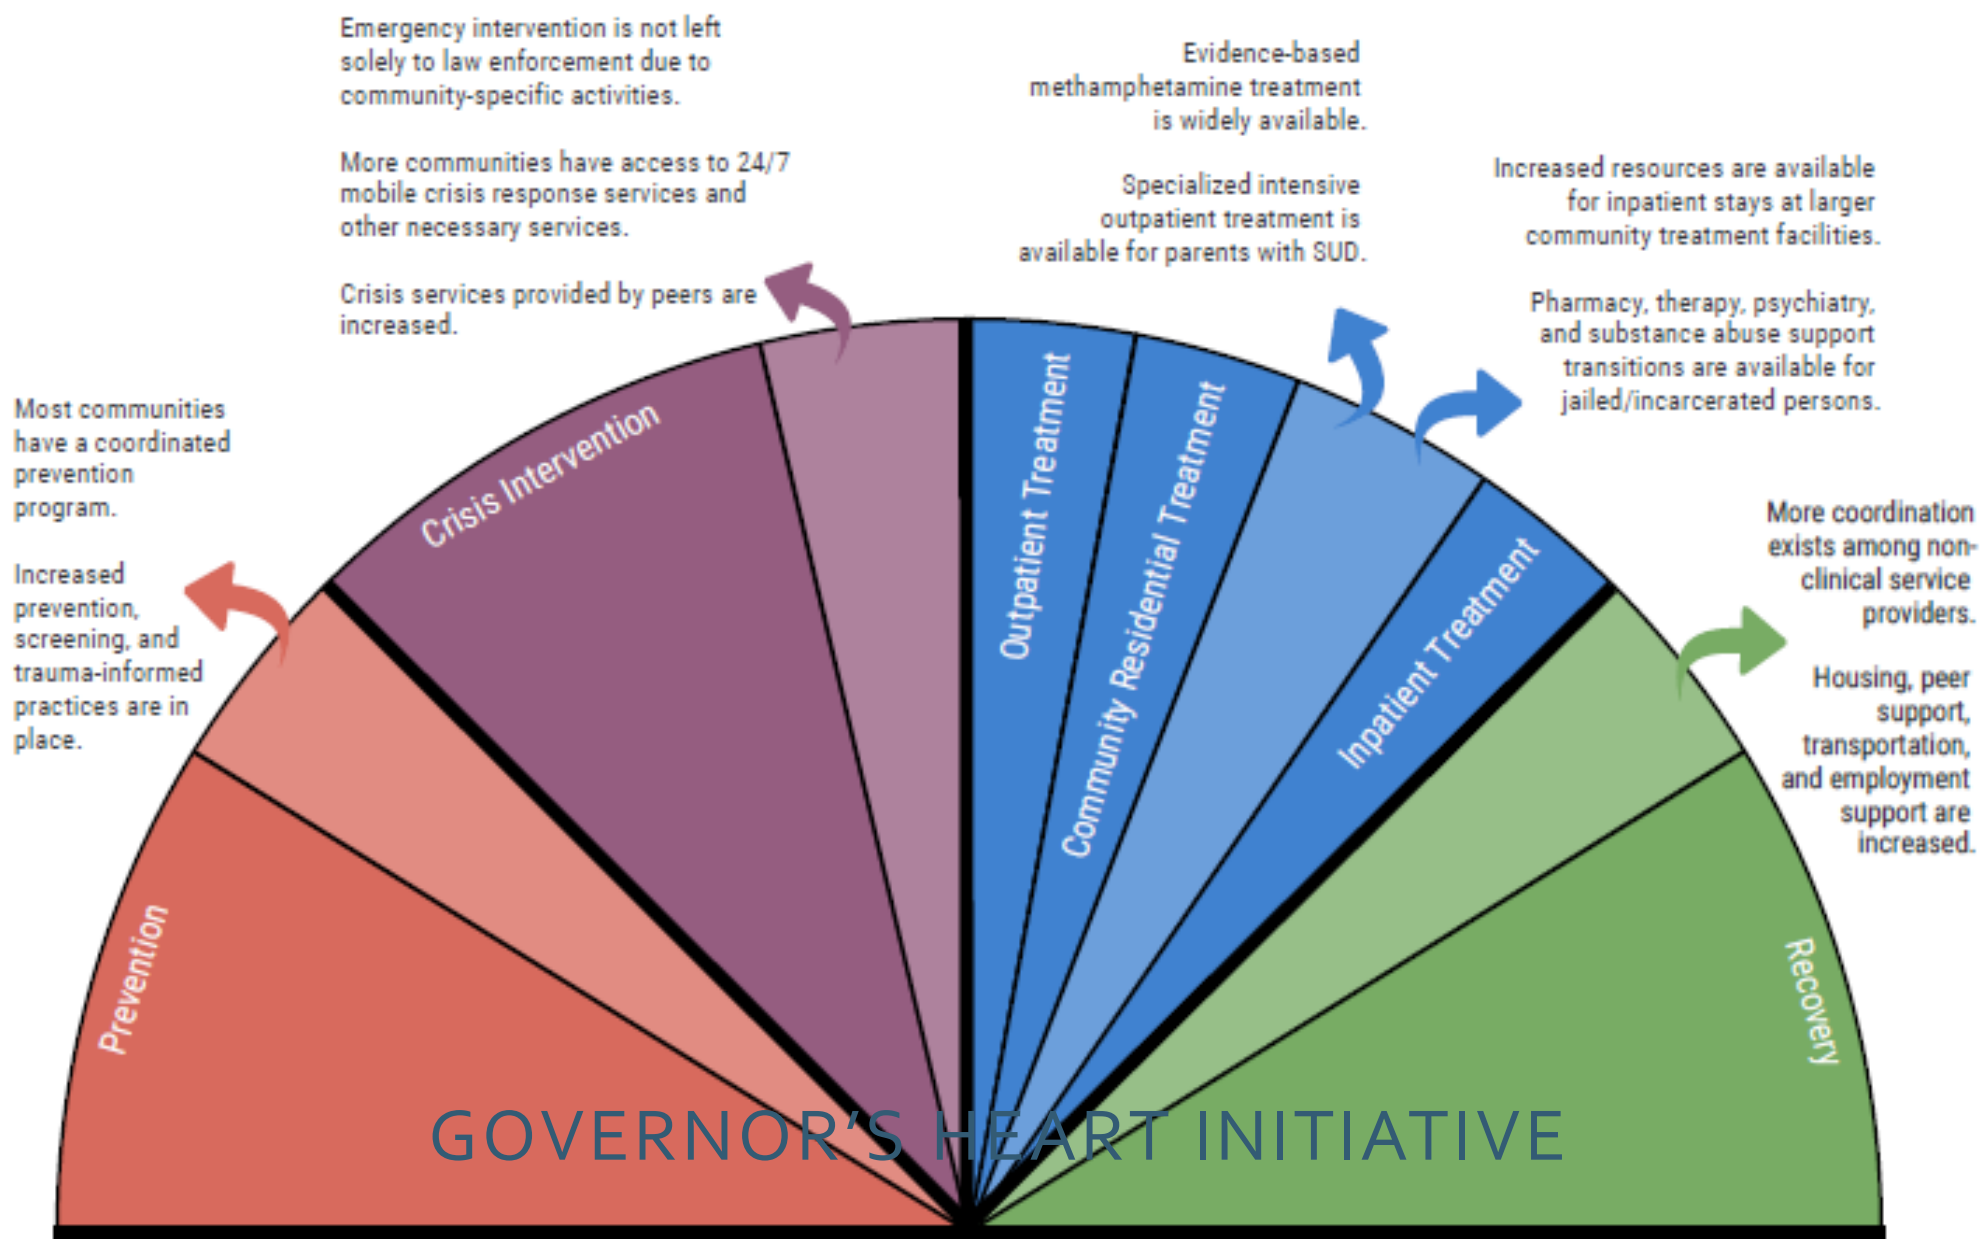 Emergency intervention is not left
solely to law enforcement due to
community-specific activities.
More communities have access to 24/7
mobile crisis response services and
other necessary services.
Crisis services provided by peers are
increased.
Evidence-based
methamphetamine treatment
is widely available.
Specialized intensive
outpatient treatment is
available for parents with SUD.
Increased resources are available
for inpatient stays at larger
community treatment facilities.
Pharmacy, therapy, psychiatry,
and substance abuse support
transitions are available for
jailed/incarcerated persons.
Most communities
have a coordinated
prevention
program.
Increased
prevention,
screening, and
trauma-informed
practices are in
place.
More coordination
exists among non-
clinical service
providers.
Housing, peer
support,
transportation,
and employment
support are
increased.
Prevention
Crisis Intervention
Outpatient Treatment
Community Residential Treatment
Inpatient Treatment
Recovery
GOVERNOR’S HEART INITIATIVE